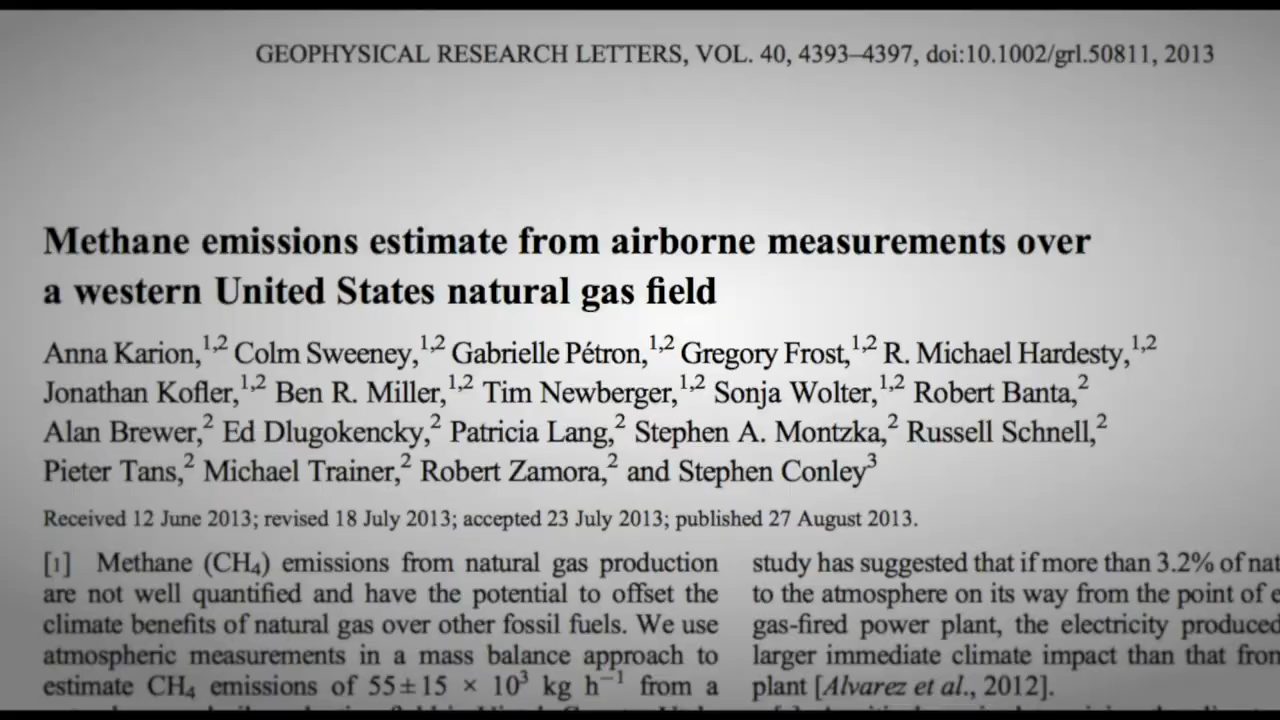 GEOPHYSICAL RESEARCH LETTERS, VOL. 40, 4393–4397, doi:10.1002/grl.50811, 2013
Methane emissions estimate from airborne measurements over
a western United States natural gas field
Anna Karion,1,2 Colm Sweeney,1,2 Gabrielle Pétron,1,2 Gregory Frost,1,2 R. Michael Hardesty,1,2
Jonathan Kofler,1,2 Ben R. Miller,1,2 Tim Newberger,1,2 Sonja Wolter,1,2 Robert Banta,2
Alan Brewer,2 Ed Dlugokencky,2 Patricia Lang,2 Stephen A. Montzka,2 Russell Schnell,2
Pieter Tans,2 Michael Trainer,2 Robert Zamora,2 and Stephen Conley3
Received 12 June 2013; revised 18 July 2013; accepted 23 July 2013; published 27 August 2013.
[1] Methane (CH4) emissions from natural gas production
are not well quantified and have the potential to offset the
climate benefits of natural gas over other fossil fuels. We use
atmospheric measurements in a mass balance approach to
estimate CH4 emissions of 55±15 × 10³ kg h⁻¹ from a
study has suggested that if more than 3.2% of nat
to the atmosphere on its way from the point of e
gas-fired power plant, the electricity produced
larger immediate climate impact than that from
plant [Alvarez et al., 2012].